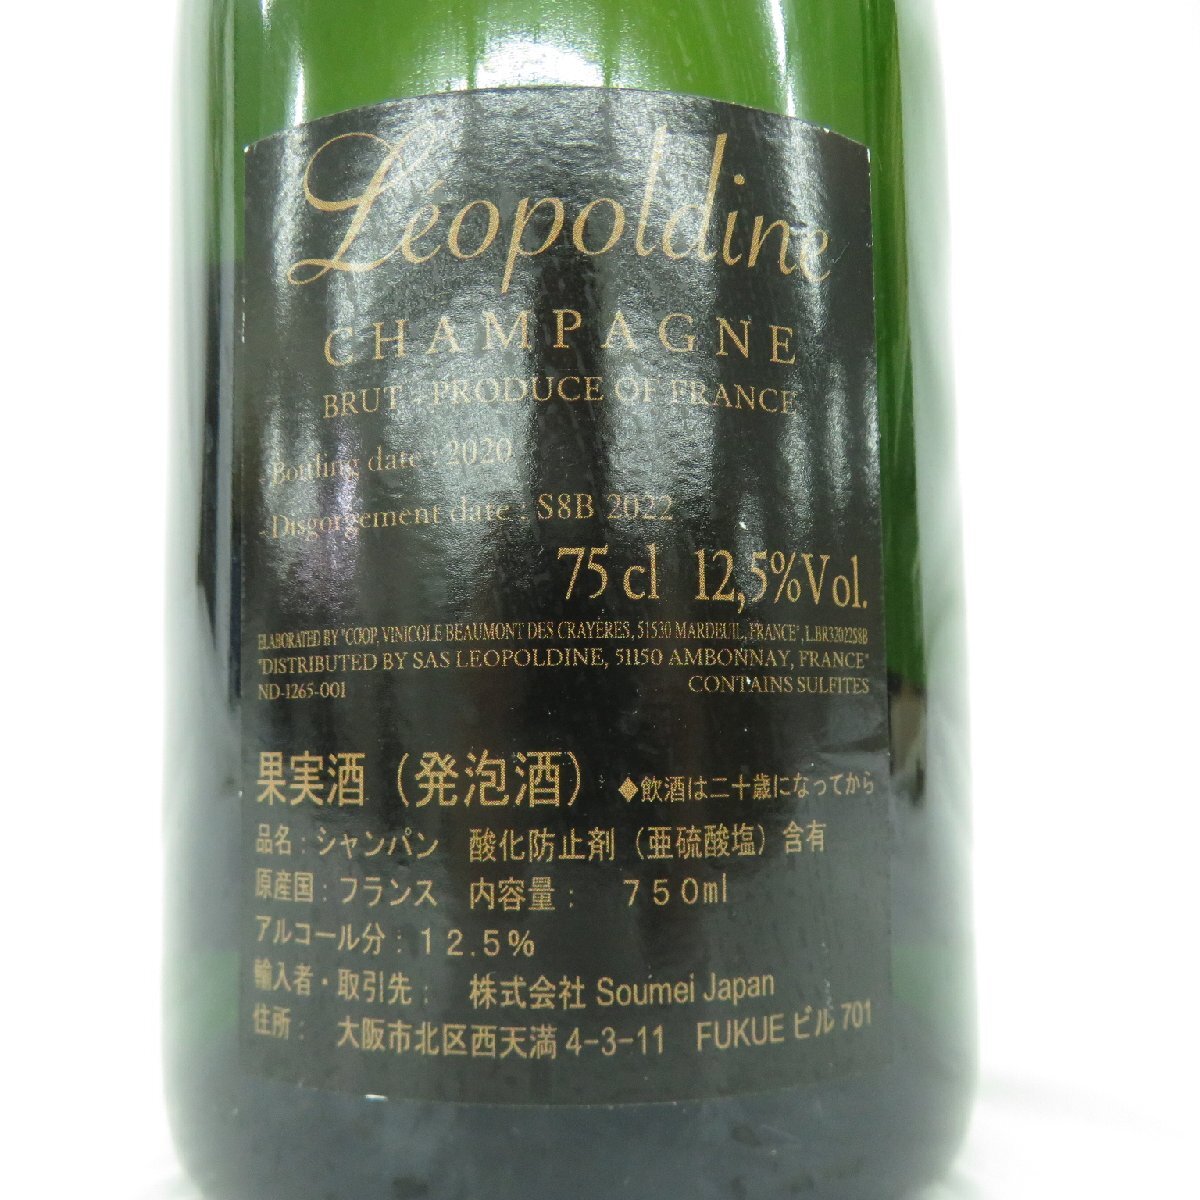 Léopoldine
CHAMPAGNE
BRUT - PRODUCE OF FRANCE
- Bottling date : 2020
- Disgorgement date : S8B 2022
75 cl 12,5%Vol.
ELABORATED BY "COOP. VINICOLE BEAUMONT DES CRAYÈRES, 51530 MARDEUIL, FRANCE", L.BR32022S8B
"DISTRIBUTED BY SAS LEOPOLDINE, 51150 AMBONNAY, FRANCE"
ND-1265-001 CONTAINS SULFITES
果実酒（発泡酒） ◆飲酒は二十歳になってから
品名：シャンパン 酸化防止剤（亜硫酸塩）含有
原産国：フランス 内容量： ７５０ml
アルコール分：１２.５％
輸入者・取引先： 株式会社 Soumei Japan
住所： 大阪市北区西天満 4-3-11 FUKUE ビル 701